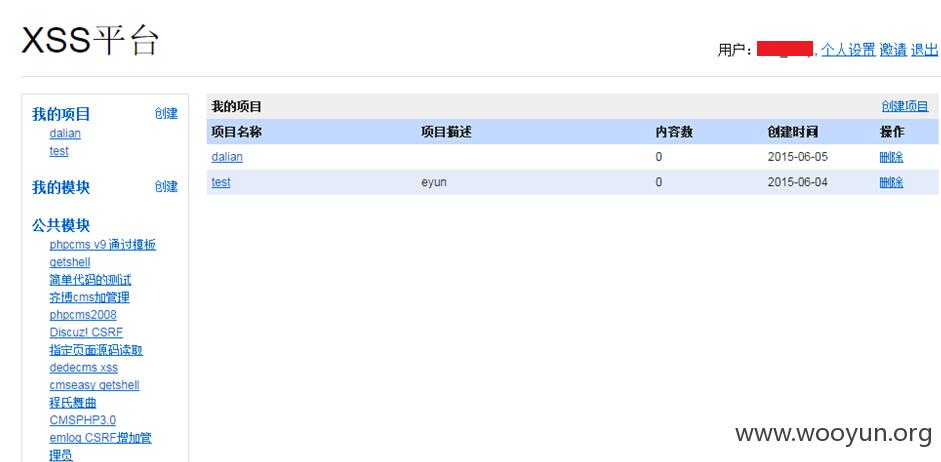 XSS平台
用户： , 个人设置 邀请 退出
我的项目 创建
dalian
test
我的模块 创建
公共模块
phpcms v9 通过模板
getshell
简单代码的测试
齐博cms加管理
phpcms2008
Discuz! CSRF
指定页面源码读取
dedecms xss
cmseasy getshell
程氏舞曲
CMSPHP3.0
emlog CSRF增加管
理员
我的项目 创建项目
项目名称 项目描述 内容数 创建时间 操作
dalian 0 2015-06-05 删除
test eyun 0 2015-06-04 删除
www.wooyun.org